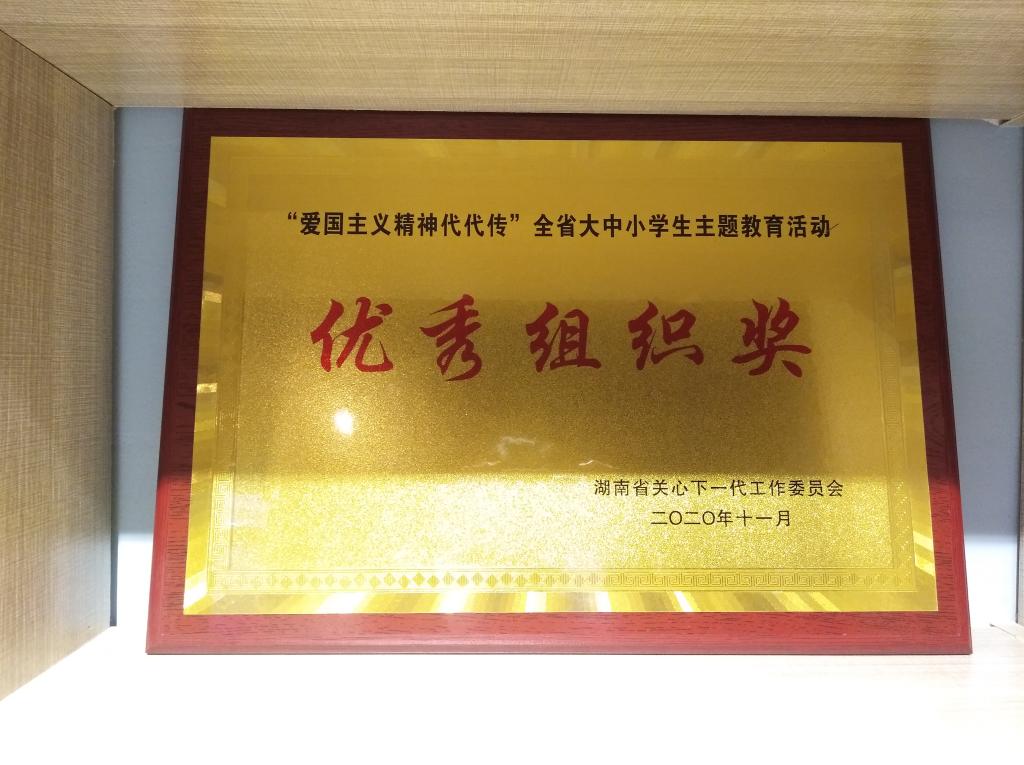 “爱国主义精神代代传”全省大中小学生主题教育活动
优秀组织奖
湖南省关心下一代工作委员会
二〇二〇年十一月